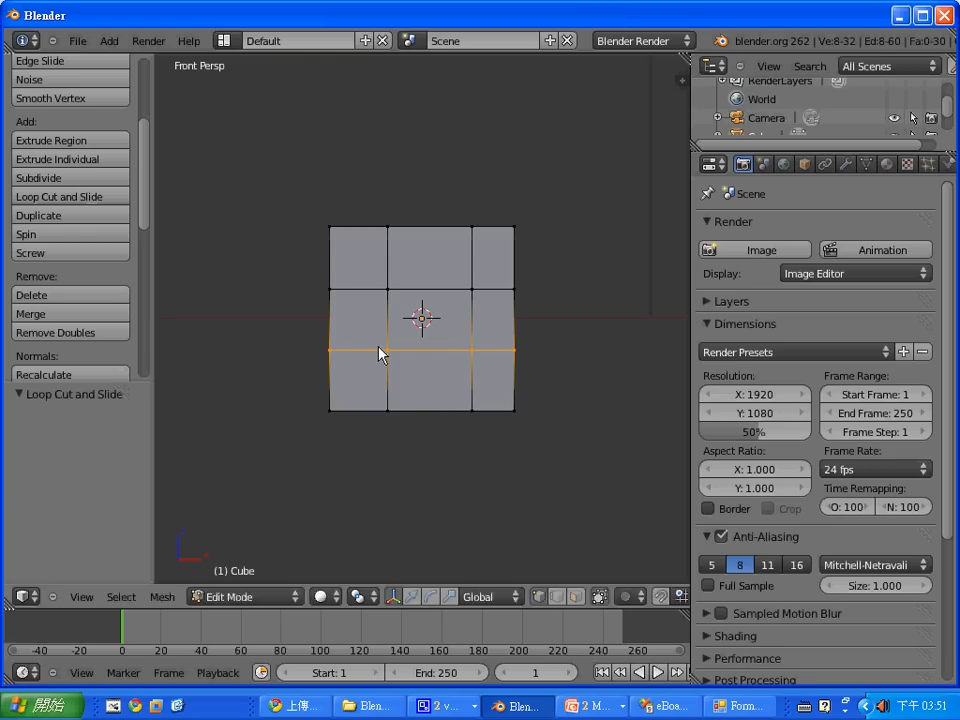 Blender
File Add Render Help Default Scene Blender Render blender.org 262 | Ve:8-32 | Ed:8-60 | Fa:0-30 |
Edge Slide
Noise
Smooth Vertex
Add:
Extrude Region
Extrude Individual
Subdivide
Loop Cut and Slide
Duplicate
Spin
Screw
Remove:
Delete
Merge
Remove Doubles
Normals:
Recalculate
Loop Cut and Slide
Front Persp
(1) Cube
View Search All Scenes
RenderLayers
World
Camera
Scene
Render
Image Animation
Display: Image Editor
Layers
Dimensions
Render Presets
Resolution: Frame Range:
X: 1920 Start Frame: 1
Y: 1080 End Frame: 250
50% Frame Step: 1
Aspect Ratio: Frame Rate:
X: 1.000 24 fps
Y: 1.000 Time Remapping:
Border Crop O: 100 N: 100
Anti-Aliasing
5 8 11 16 Mitchell-Netravali
Full Sample Size: 1.000
Sampled Motion Blur
Shading
Performance
Post Processing
View Select Mesh Edit Mode Global
-40 -20 0 20 40 60 80 100 120 140 160 180 200 220 240 260
View Marker Frame Playback Start: 1 End: 250 1
開始 上傳... Blen... 2 v... Blen... 2 M... eBoa... Form... 下午 03:51